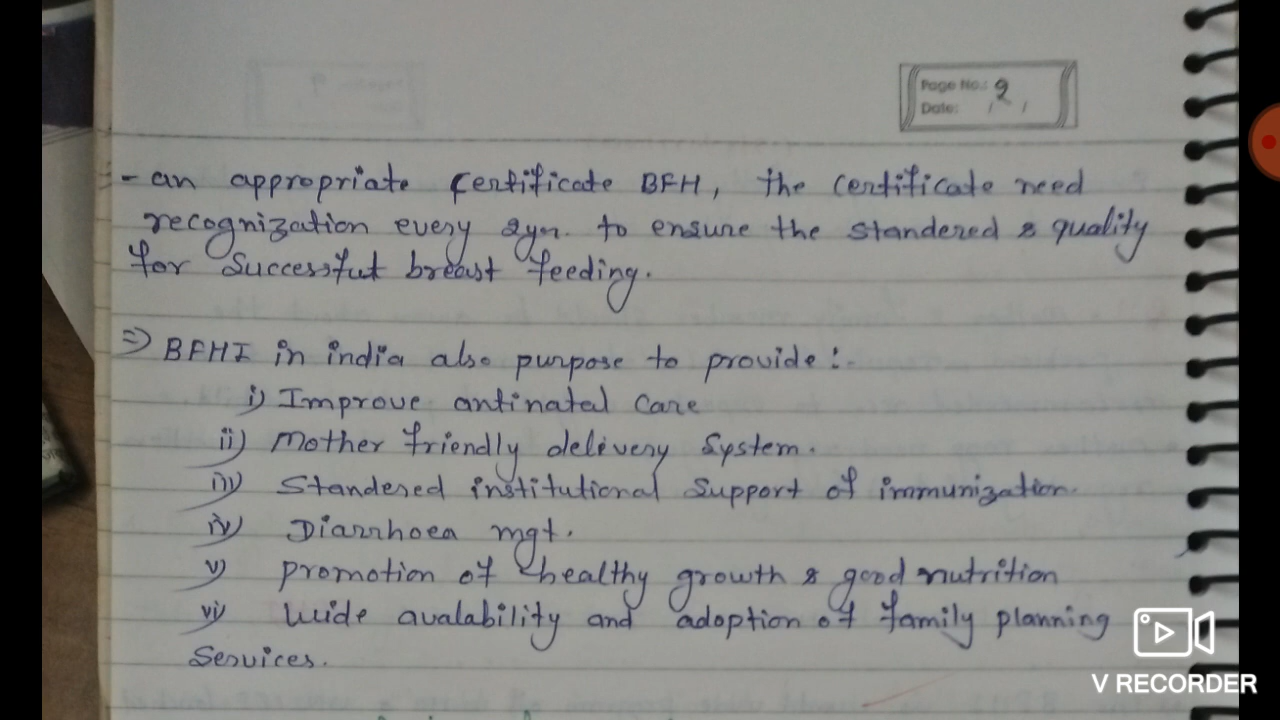 Page No.: 2
Date: / /
- an appropriate certificate BFH, the certificate need
recognization every 2yr. to ensure the standered & quality
for successful breast feeding.
⇒ BFHI in india also purpose to provide :-
i) Improve antinatal care
ii) Mother friendly delivery system.
iii) Standered institutional support of immunization.
iv) Diarrhoea mgt.
v) promotion of healthy growth & good nutrition
vi) Wide avalability and adoption of family planning
services.
V RECORDER